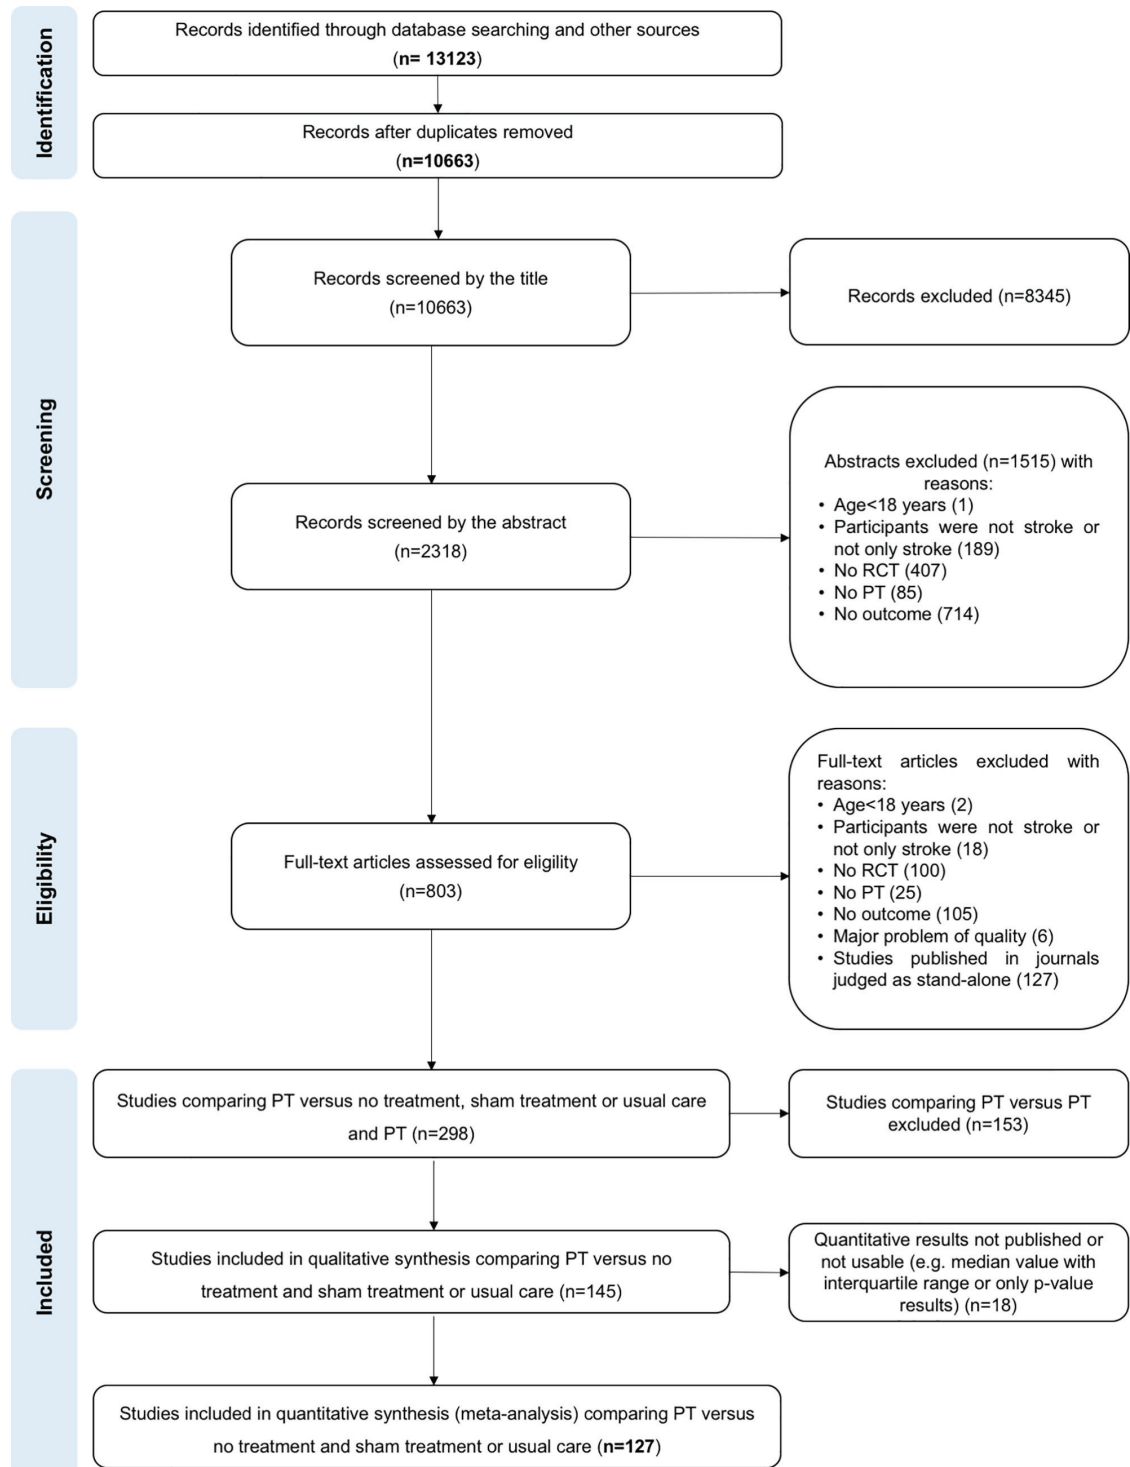 Identification
Records identified through database searching and other sources
(n= 13123)
Records after duplicates removed
(n=10663)
Screening
Records screened by the title
(n=10663)
Records excluded (n=8345)
Records screened by the abstract
(n=2318)
Abstracts excluded (n=1515) with
reasons:
• Age<18 years (1)
• Participants were not stroke or
not only stroke (189)
• No RCT (407)
• No PT (85)
• No outcome (714)
Eligibility
Full-text articles assessed for eligility
(n=803)
Full-text articles excluded with
reasons:
• Age<18 years (2)
• Participants were not stroke or
not only stroke (18)
• No RCT (100)
• No PT (25)
• No outcome (105)
• Major problem of quality (6)
• Studies published in journals
judged as stand-alone (127)
Included
Studies comparing PT versus no treatment, sham treatment or usual care
and PT (n=298)
Studies comparing PT versus PT
excluded (n=153)
Studies included in qualitative synthesis comparing PT versus no
treatment and sham treatment or usual care (n=145)
Quantitative results not published or
not usable (e.g. median value with
interquartile range or only p-value
results) (n=18)
Studies included in quantitative synthesis (meta-analysis) comparing PT versus
no treatment and sham treatment or usual care (n=127)